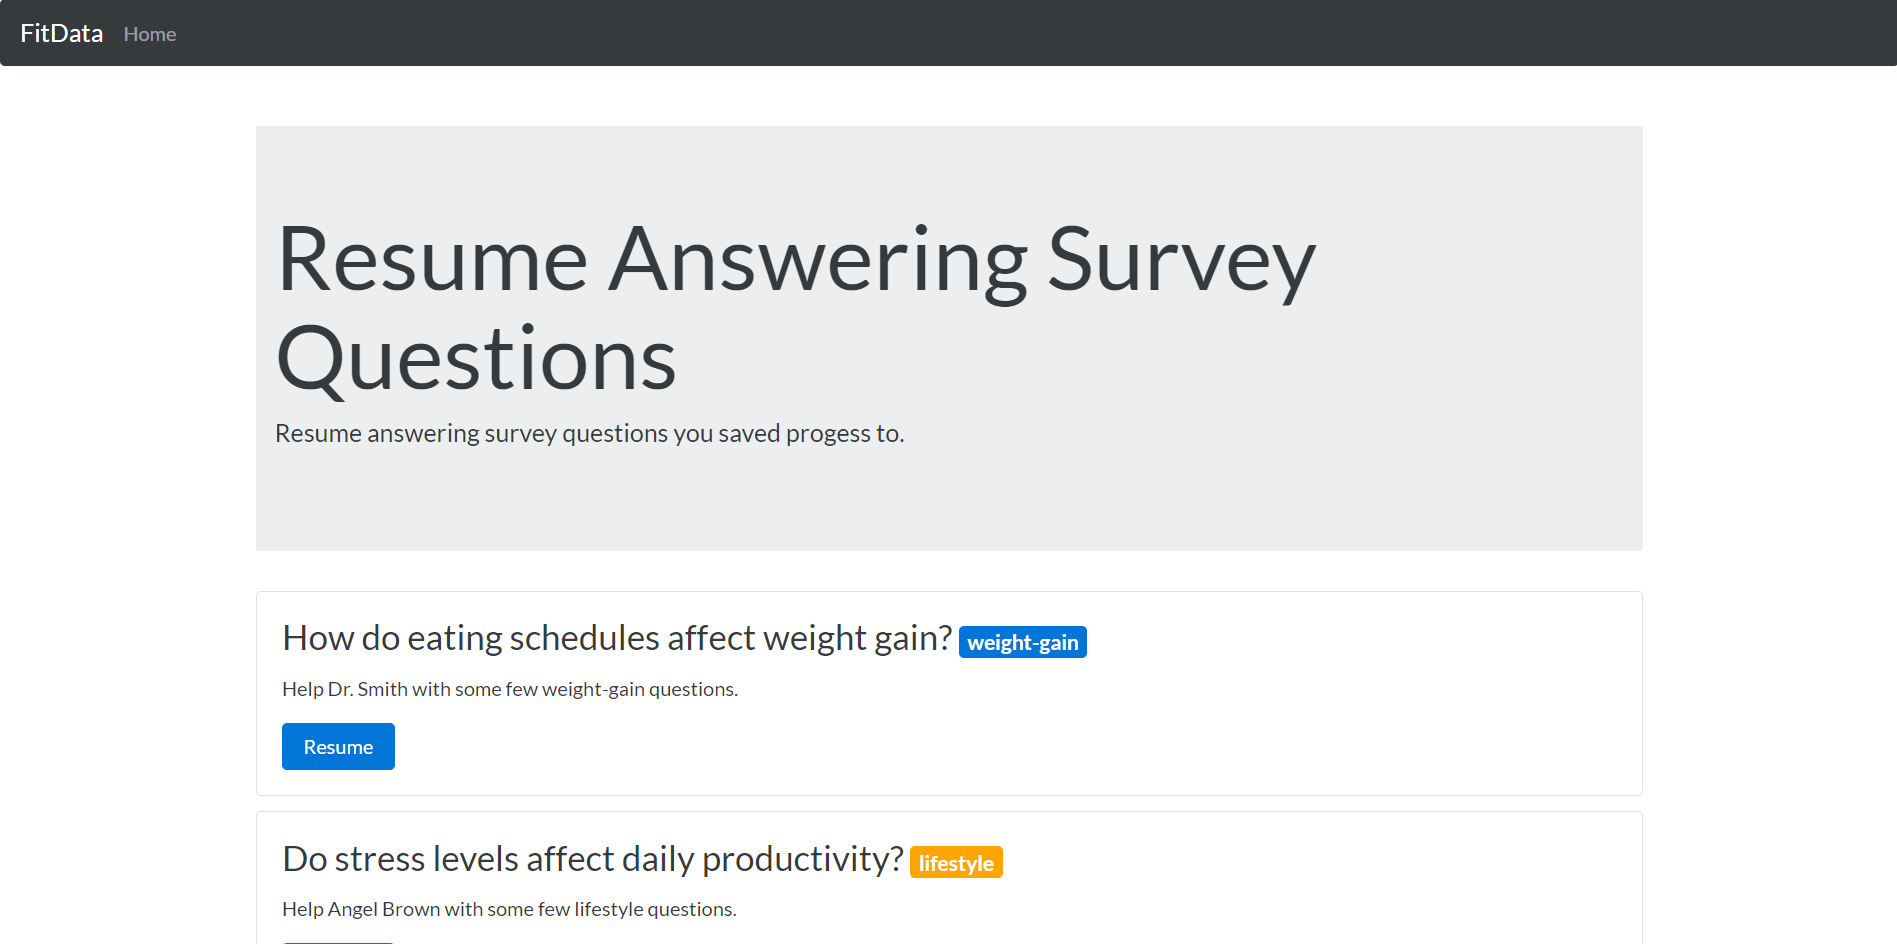 FitData Home
Resume Answering Survey
Questions
Resume answering survey questions you saved progess to.
How do eating schedules affect weight gain? weight-gain
Help Dr. Smith with some few weight-gain questions.
Resume
Do stress levels affect daily productivity? lifestyle
Help Angel Brown with some few lifestyle questions.